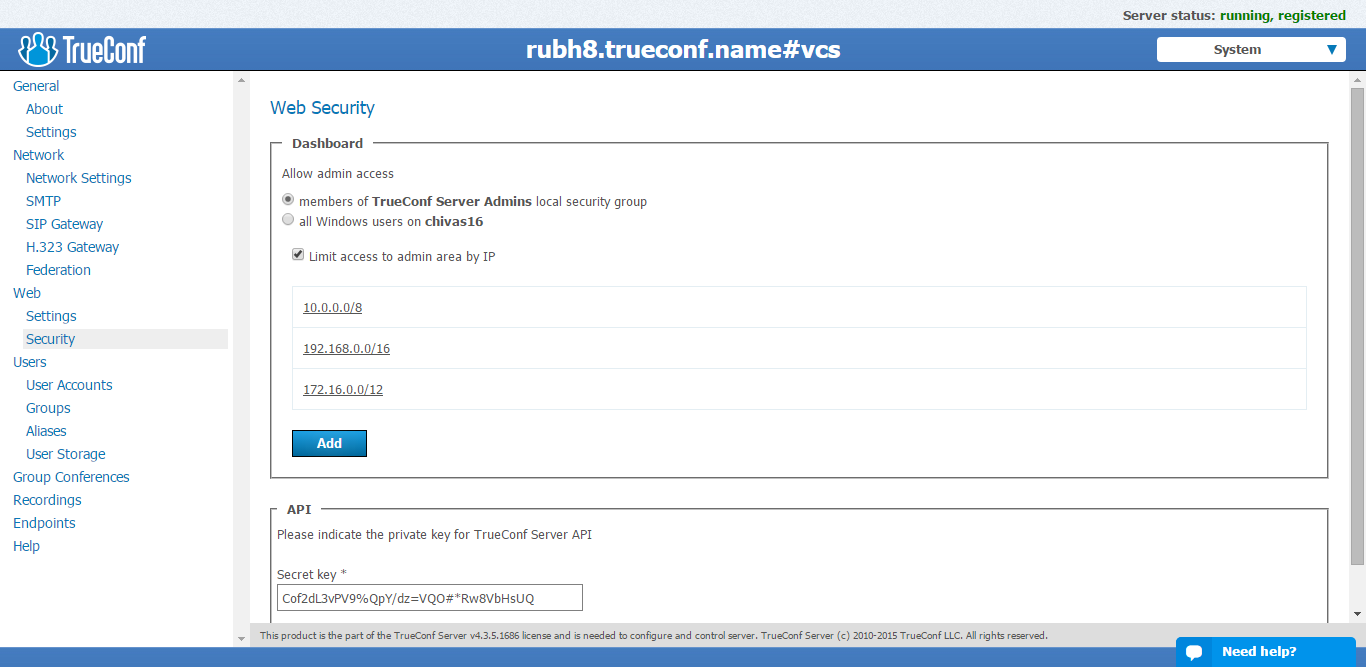 Server status: running, registered
TrueConf
rubh8.trueconf.name#vcs
System
General
About
Settings
Network
Network Settings
SMTP
SIP Gateway
H.323 Gateway
Federation
Web
Settings
Security
Users
User Accounts
Groups
Aliases
User Storage
Group Conferences
Recordings
Endpoints
Help
Web Security
Dashboard
Allow admin access
members of TrueConf Server Admins local security group
all Windows users on chivas16
Limit access to admin area by IP
10.0.0.0/8
192.168.0.0/16
172.16.0.0/12
Add
API
Please indicate the private key for TrueConf Server API
Secret key *
Cof2dL3vPV9%QpY/dz=VQO#*Rw8VbHsUQ
This product is the part of the TrueConf Server v4.3.5.1686 license and is needed to configure and control server. TrueConf Server (c) 2010-2015 TrueConf LLC. All rights reserved.
Need help?